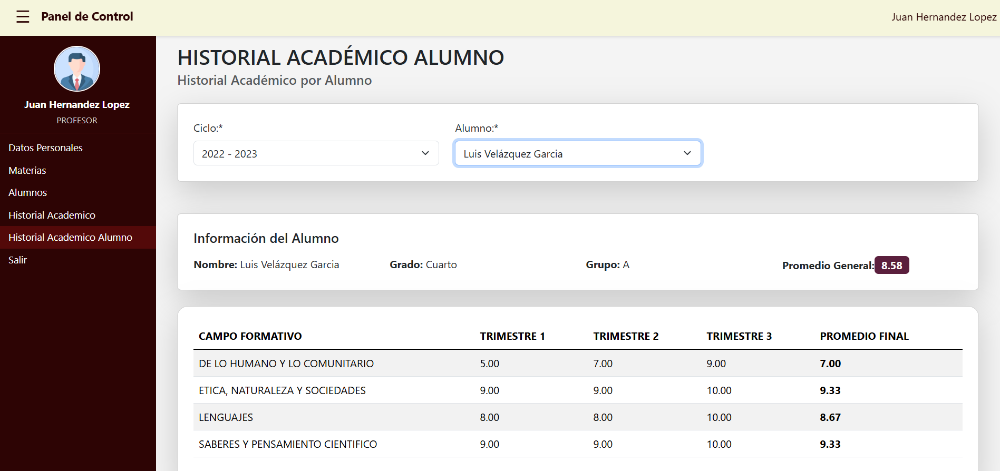 Panel de Control
Juan Hernandez Lopez
Juan Hernandez Lopez
PROFESOR
Datos Personales
Materias
Alumnos
Historial Academico
Historial Academico Alumno
Salir
HISTORIAL ACADÉMICO ALUMNO
Historial Académico por Alumno
Ciclo:* Alumno:*
2022 - 2023 Luis Velázquez Garcia
Información del Alumno
Nombre: Luis Velázquez Garcia Grado: Cuarto Grupo: A Promedio General: 8.58
CAMPO FORMATIVO TRIMESTRE 1 TRIMESTRE 2 TRIMESTRE 3 PROMEDIO FINAL
DE LO HUMANO Y LO COMUNITARIO 5.00 7.00 9.00 7.00
ETICA, NATURALEZA Y SOCIEDADES 9.00 9.00 10.00 9.33
LENGUAJES 8.00 8.00 10.00 8.67
SABERES Y PENSAMIENTO CIENTIFICO 9.00 9.00 10.00 9.33